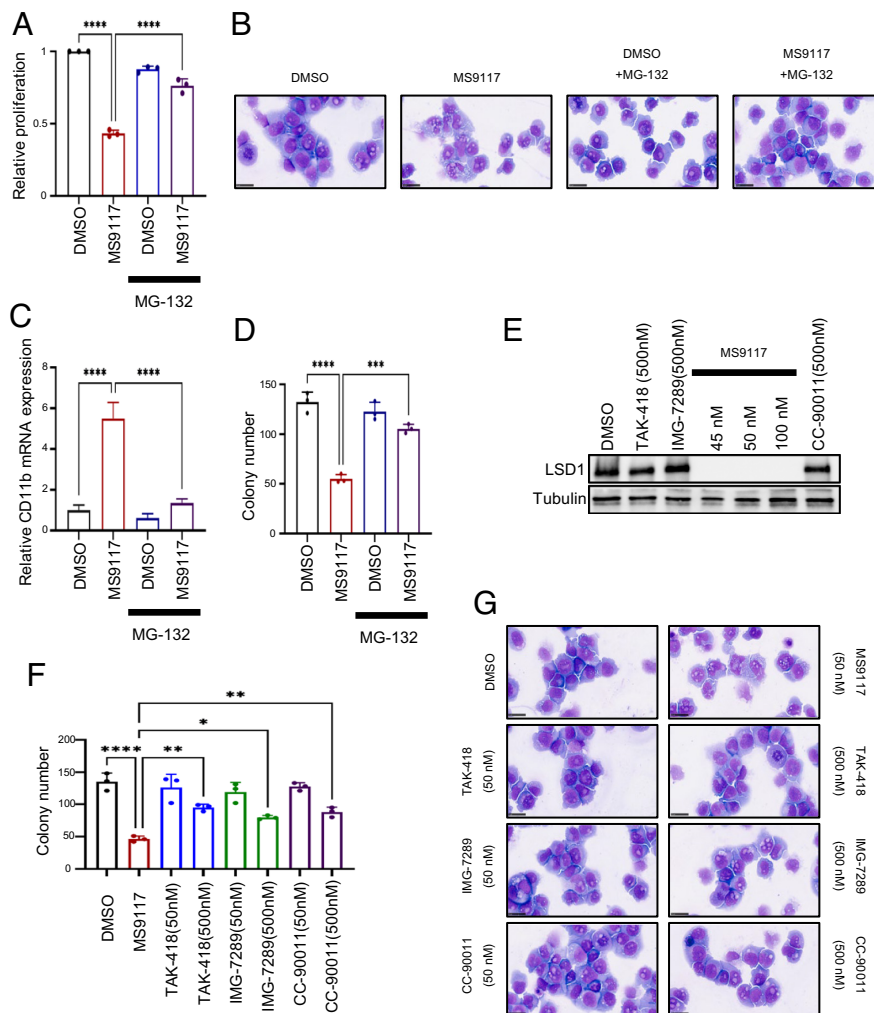 A
Relative proliferation
1
0.5
0
****
****
DMSO
MS9117
DMSO
MS9117
MG-132
B
DMSO
MS9117
DMSO
+MG-132
MS9117
+MG-132
C
Relative CD11b mRNA expression
8
6
4
2
0
****
****
DMSO
MS9117
DMSO
MS9117
MG-132
D
Colony number
150
100
50
0
****
***
DMSO
MS9117
DMSO
MS9117
MG-132
E
DMSO
TAK-418 (500nM)
IMG-7289(500nM)
MS9117
45 nM
50 nM
100 nM
CC-90011(500nM)
LSD1
Tubulin
F
Colony number
200
150
100
50
0
****
**
*
**
DMSO
MS9117
TAK-418(50nM)
TAK-418(500nM)
IMG-7289(50nM)
IMG-7289(500nM)
CC-90011(50nM)
CC-90011(500nM)
G
DMSO
MS9117
(50 nM)
TAK-418
(50 nM)
TAK-418
(500 nM)
IMG-7289
(50 nM)
IMG-7289
(500 nM)
CC-90011
(50 nM)
CC-90011
(500 nM)